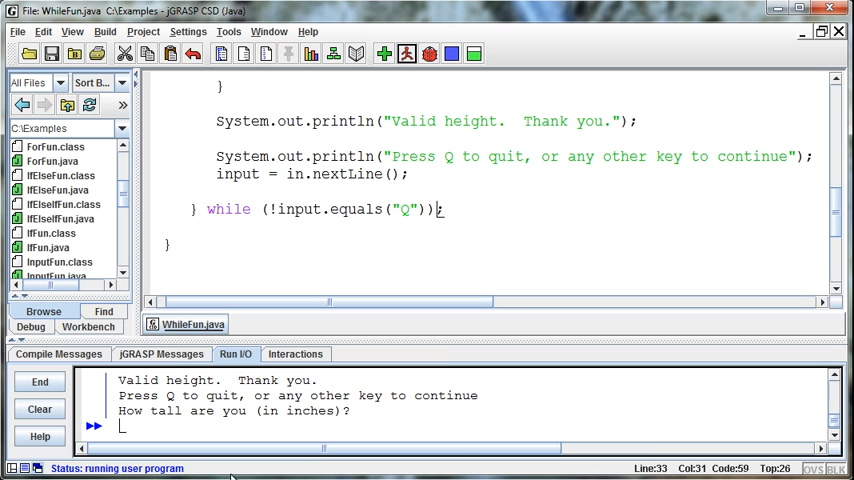 File: WhileFun.java  C:\Examples - jGRASP CSD (Java)
File Edit View Build Project Settings Tools Window Help
All Files Sort B...
C:\Examples
ForFun.class
ForFun.java
IfElseFun.class
IfElseFun.java
IfElseIfFun.class
IfElseIfFun.java
IfFun.class
IfFun.java
InputFun.class
InputFun.java
Browse Find
Debug Workbench
}
System.out.println("Valid height.  Thank you.");
System.out.println("Press Q to quit, or any other key to continue");
input = in.nextLine();
} while (!input.equals("Q"));
}
WhileFun.java
Compile Messages jGRASP Messages Run I/O Interactions
End
Clear
Help
Valid height.  Thank you.
Press Q to quit, or any other key to continue
How tall are you (in inches)?
Status: running user program Line:33 Col:31 Code:59 Top:26 OVS BLK